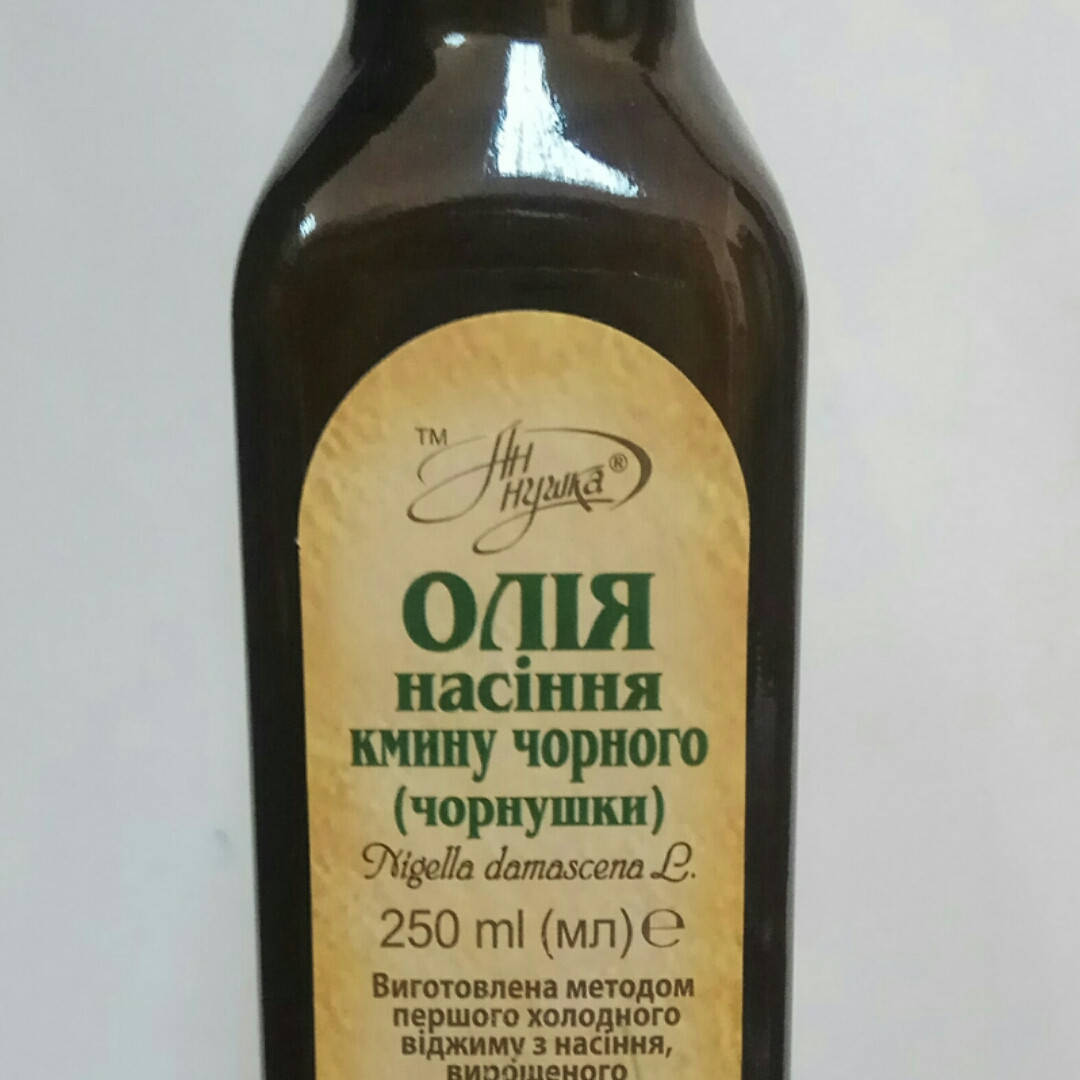 ™ Ан
нушка®
ОЛІЯ
насіння
кмину чорного
(чорнушки)
Nigella damascena L.
250 ml (мл) ℮
Виготовлена методом
першого холодного
віджиму з насіння,
вирощеного